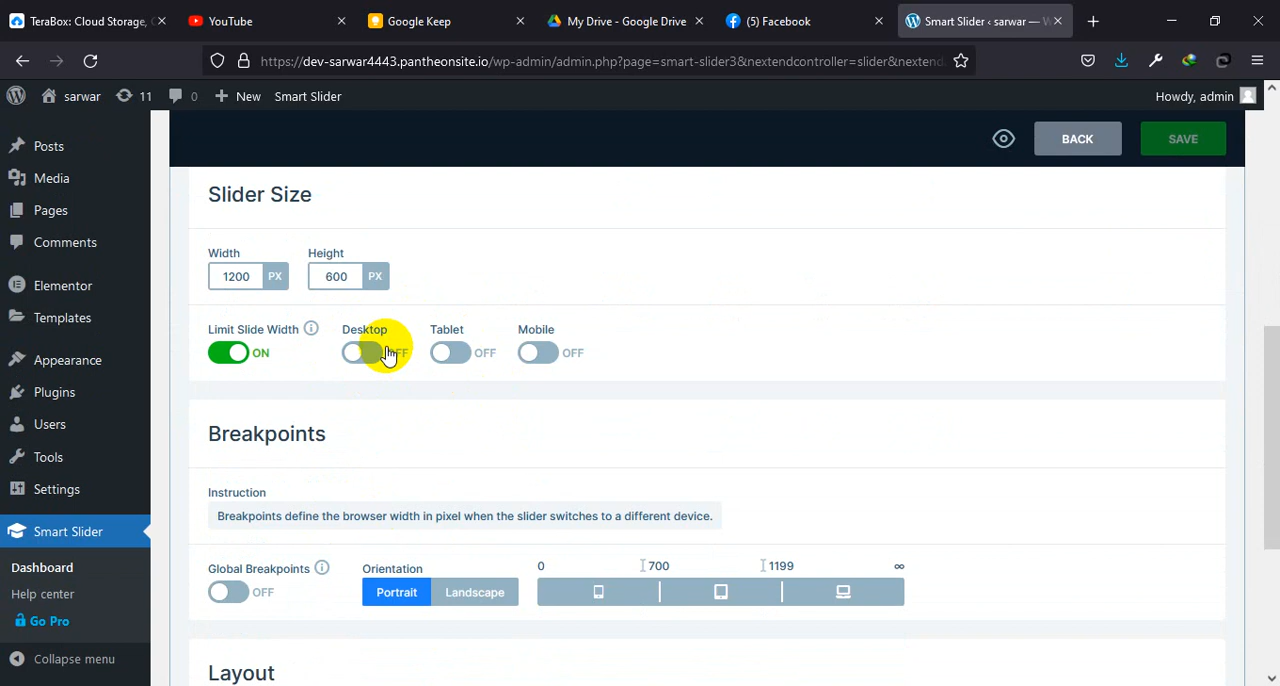 TeraBox: Cloud Storage,
YouTube
Google Keep
My Drive - Google Drive
(5) Facebook
Smart Slider ‹ sarwar —
https://dev-sarwar4443.pantheonsite.io/wp-admin/admin.php?page=smart-slider3&nextendcontroller=slider&nextend
sarwar
11
0
New
Smart Slider
Howdy, admin
Posts
Media
Pages
Comments
Elementor
Templates
Appearance
Plugins
Users
Tools
Settings
Smart Slider
Dashboard
Help center
Go Pro
Collapse menu
BACK
SAVE
Slider Size
Width
Height
1200 PX
600 PX
Limit Slide Width
Desktop
Tablet
Mobile
ON
OFF
OFF
Breakpoints
Instruction
Breakpoints define the browser width in pixel when the slider switches to a different device.
Global Breakpoints
Orientation
0
700
1199
∞
OFF
Portrait
Landscape
Layout